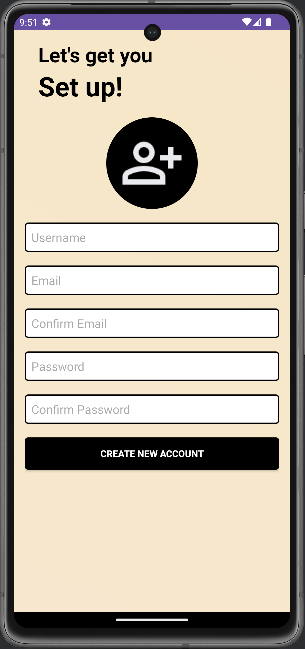 9:51
Let's get you
Set up!
Username
Email
Confirm Email
Password
Confirm Password
CREATE NEW ACCOUNT